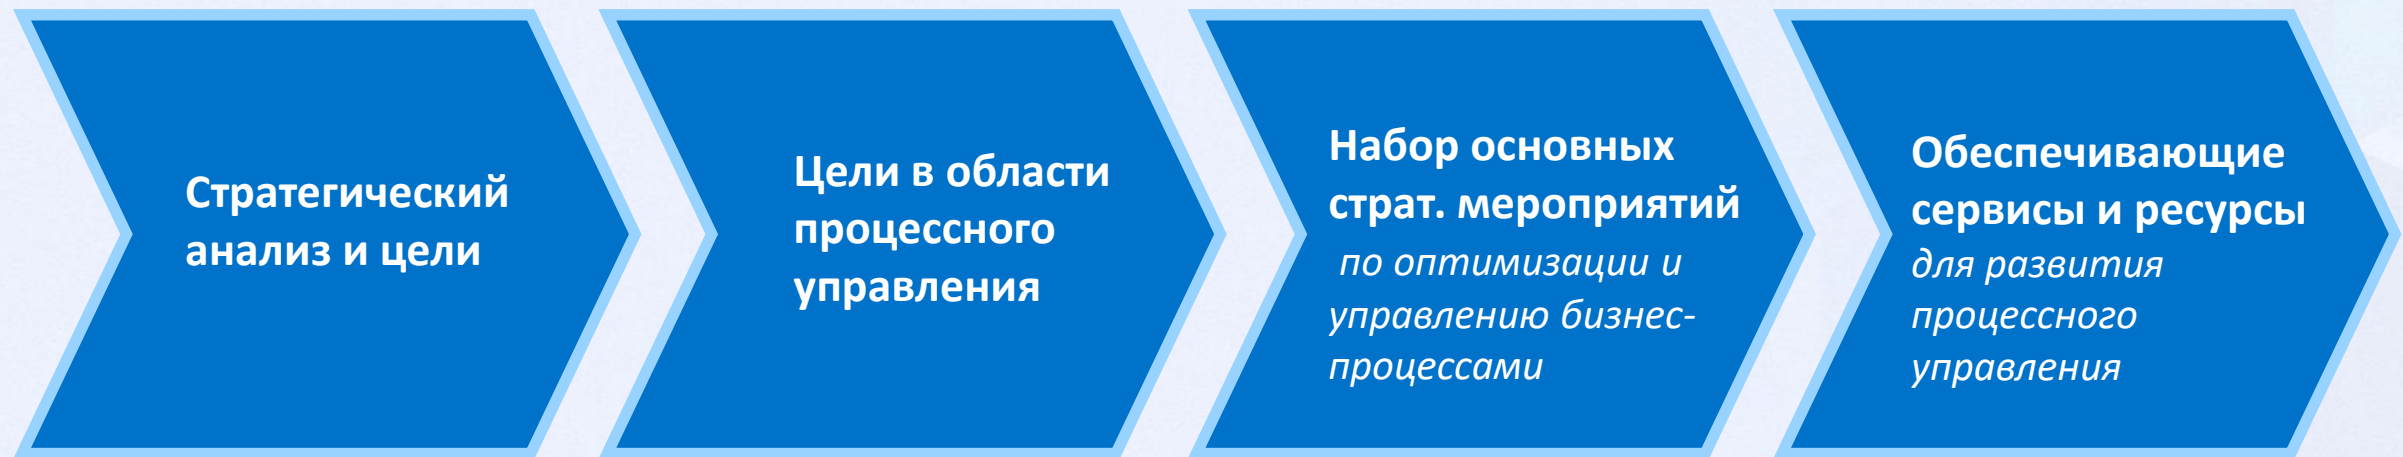 Стратегический
анализ и цели
Цели в области
процессного
управления
Набор основных
страт. мероприятий
по оптимизации и
управлению бизнес-
процессами
Обеспечивающие
сервисы и ресурсы
для развития
процессного
управления